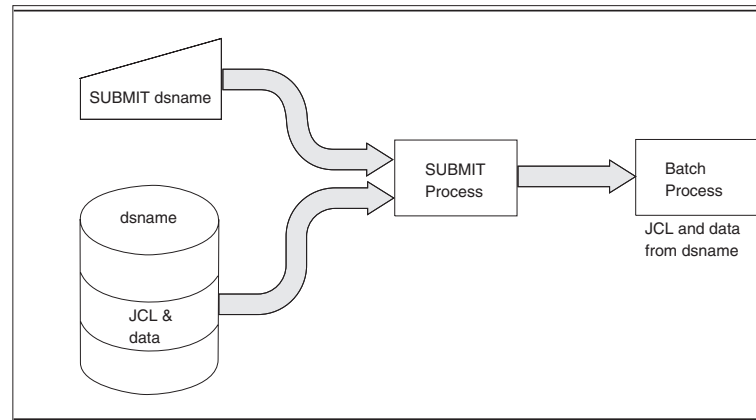 SUBMIT dsname
dsname
JCL &
data
SUBMIT
Process
Batch
Process
JCL and data
from dsname